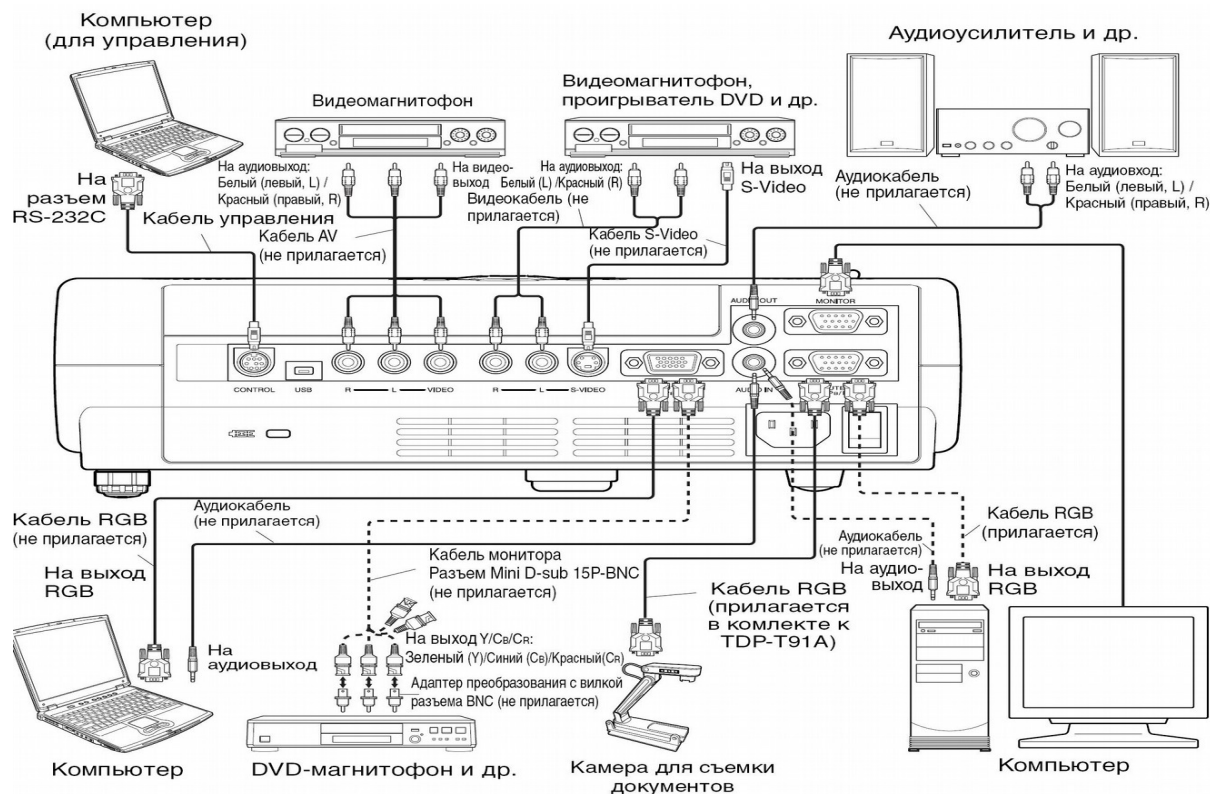 Компьютер
(для управления)
Видеомагнитофон
Видеомагнитофон,
проигрыватель DVD и др.
Аудиоусилитель и др.
На
разъем
RS-232C
На аудиовыход:
Белый (левый, L) /
Красный (правый, R)
На видео-
выход
На аудиовыход:
Белый (L) /Красный (R)
На выход
S-Video
Аудиокабель
(не прилагается)
На аудиовход:
Белый (левый, L) /
Красный (правый, R)
Кабель управления
Кабель AV
(не прилагается)
Видеокабель (не
прилагается)
Кабель S-Video
(не прилагается)
AUDIO OUT
MONITOR
CONTROL
USB
R
L
VIDEO
R
L
S-VIDEO
AUDIO IN
Кабель RGB
(не прилагается)
На выход
RGB
Аудиокабель
(не прилагается)
На
аудиовыход
Кабель монитора
Разъем Mini D-sub 15P-BNC
(не прилагается)
На выход Y/CB/CR:
Зеленый (Y)/Синий (CB)/Красный(CR)
Адаптер преобразования с вилкой
разъема BNC (не прилагается)
Кабель RGB
(прилагается
в комлекте к
TDP-T91A)
Аудиокабель
(не прилагается)
На аудио-
выход
Кабель RGB
(прилагается)
На выход
RGB
Компьютер
DVD-магнитофон и др.
Камера для съемки
документов
Компьютер